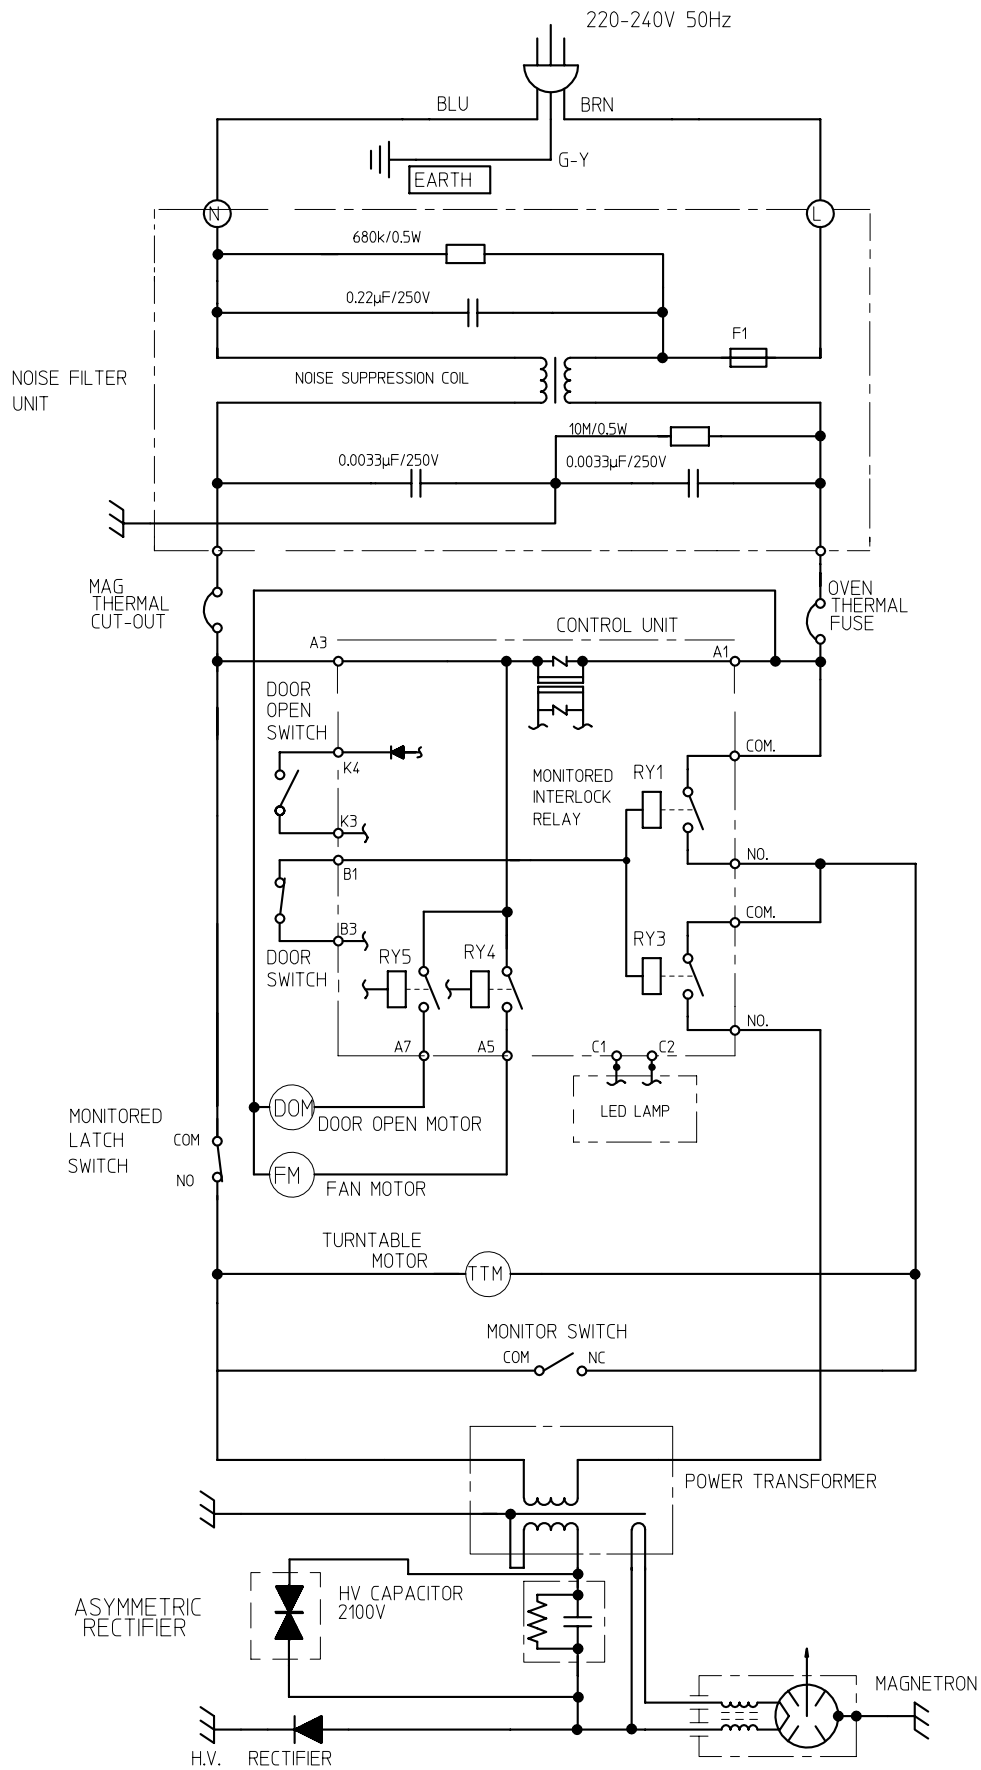 220-240V 50Hz
BLU
BRN
G-Y
EARTH
N
L
680k/0.5W
0.22µF/250V
F1
NOISE FILTER
UNIT
NOISE SUPPRESSION COIL
10M/0.5W
0.0033µF/250V
0.0033µF/250V
MAG
THERMAL
CUT-OUT
OVEN
THERMAL
FUSE
CONTROL UNIT
A3
A1
DOOR
OPEN
SWITCH
K4
COM.
MONITORED
INTERLOCK
RELAY
RY1
K3
NO.
B1
COM.
B3
RY5
RY4
RY3
DOOR
SWITCH
NO.
A7
A5
C1
C2
LED LAMP
DOM
DOOR OPEN MOTOR
MONITORED
LATCH
SWITCH
COM
NO
FM
FAN MOTOR
TURNTABLE
MOTOR
TTM
MONITOR SWITCH
COM
NC
POWER TRANSFORMER
ASYMMETRIC
RECTIFIER
HV CAPACITOR
2100V
MAGNETRON
H.V. RECTIFIER